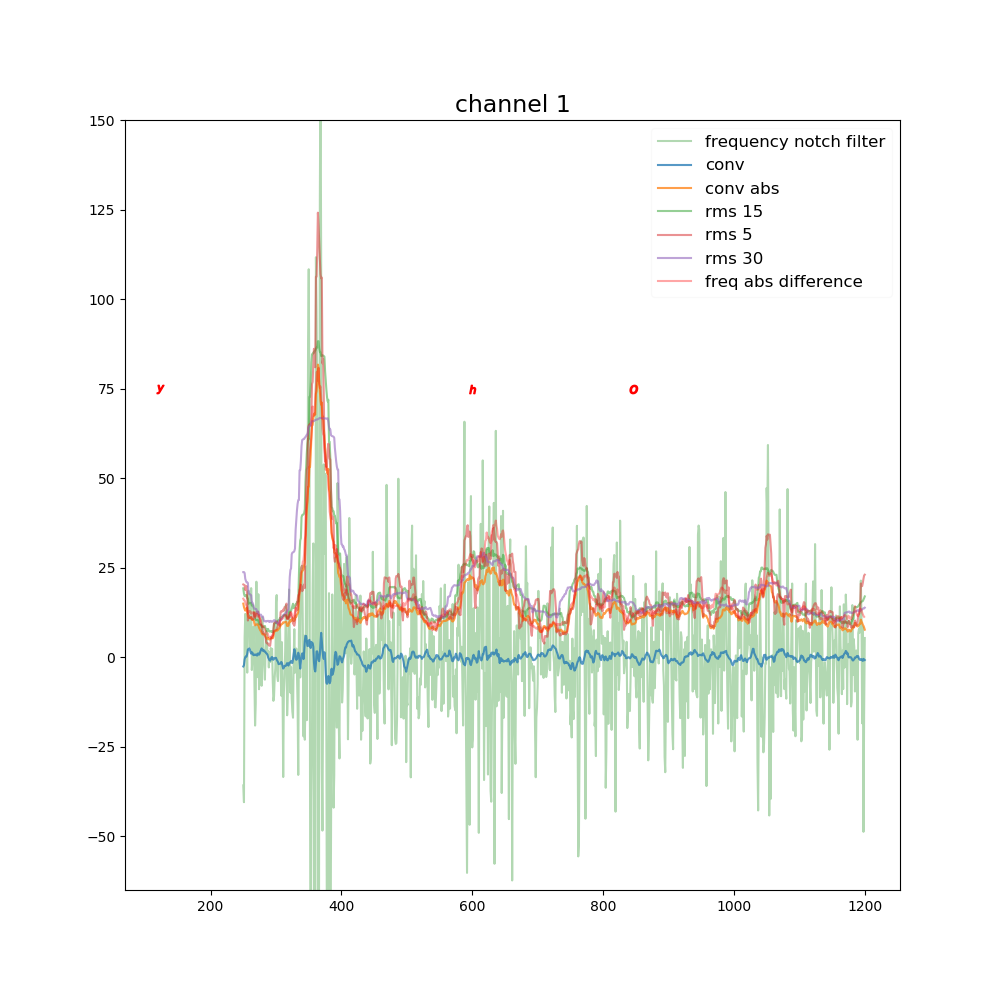 channel 1
150
125
100
75
50
25
0
−25
−50
frequency notch filter
conv
conv abs
rms 15
rms 5
rms 30
freq abs difference
y h o
200 400 600 800 1000 1200